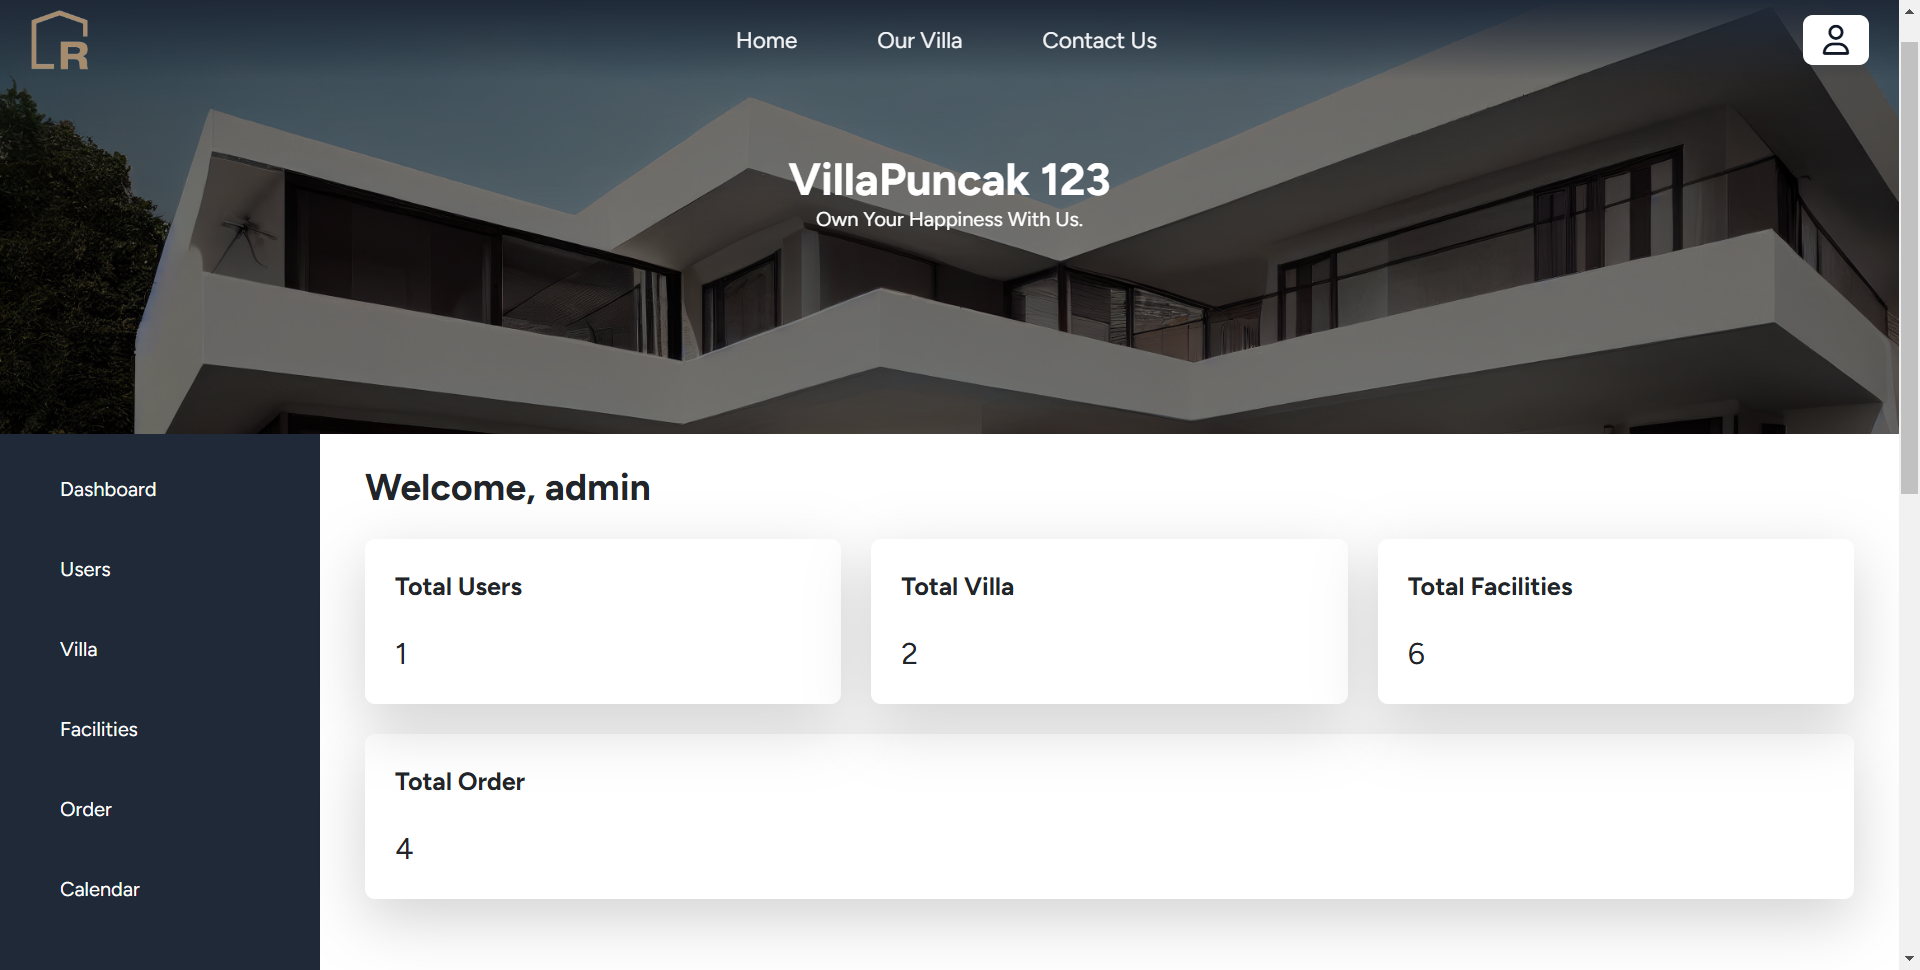 R
Home
Our Villa
Contact Us
VillaPuncak 123
Own Your Happiness With Us.
Dashboard
Users
Villa
Facilities
Order
Calendar
Welcome, admin
Total Users
1
Total Villa
2
Total Facilities
6
Total Order
4